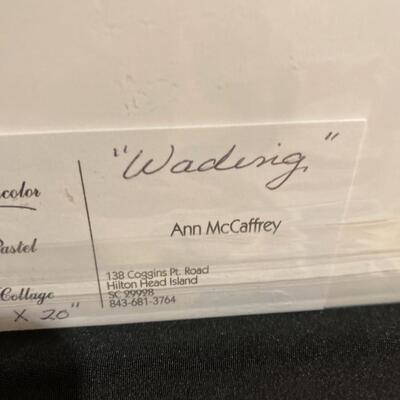 "Wading,"
color
Ann McCaffrey
Pastel
138 Coggins Pt. Road
Hilton Head Island
Collage
SC 29928
843-681-3764
X 20"